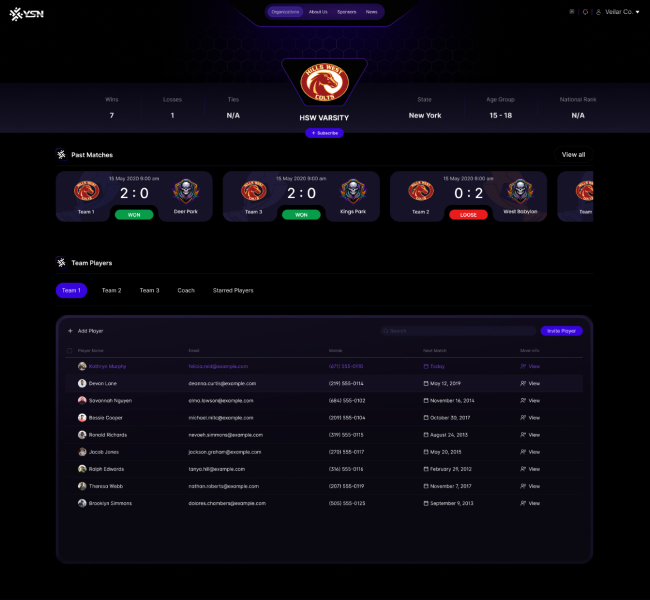 YSN
Organizations About Us Sponsors News
Veilar Co.
HILLS WEST
COLTS
HSW VARSITY
Wins Losses Ties State Age Group National Rank
7 1 N/A New York 15 - 18 N/A
+ Subscribe
Past Matches View all
15 May 2020 9:00 am 15 May 2020 9:00 am 15 May 2020 9:00 am
2 : 0 2 : 0 0 : 2
Team 1 Deer Park Team 3 Kings Park Team 2 West Babylon Team
WON WON LOOSE
Team Players
Team 1 Team 2 Team 3 Coach Starred Players
+ Add Player Search Invite Player
Player Name Email Mobile Next Match More Info
Kathryn Murphy (671) 555-0110 Today View
Devon Lane deanna.curtis@example.com (219) 555-0114 May 12, 2019 View
Savannah Nguyen alma.lawson@example.com (684) 555-0102 November 16, 2014 View
Bessie Cooper michael.mitc@example.com (209) 555-0104 October 30, 2017 View
Ronald Richards nevaeh.simmons@example.com (319) 555-0115 August 24, 2013 View
Jacob Jones jackson.graham@example.com (270) 555-0117 May 20, 2015 View
Ralph Edwards tanya.hill@example.com (316) 555-0116 February 29, 2012 View
Theresa Webb nathan.roberts@example.com (207) 555-0119 November 7, 2017 View
Brooklyn Simmons dolores.chambers@example.com (505) 555-0125 September 9, 2013 View